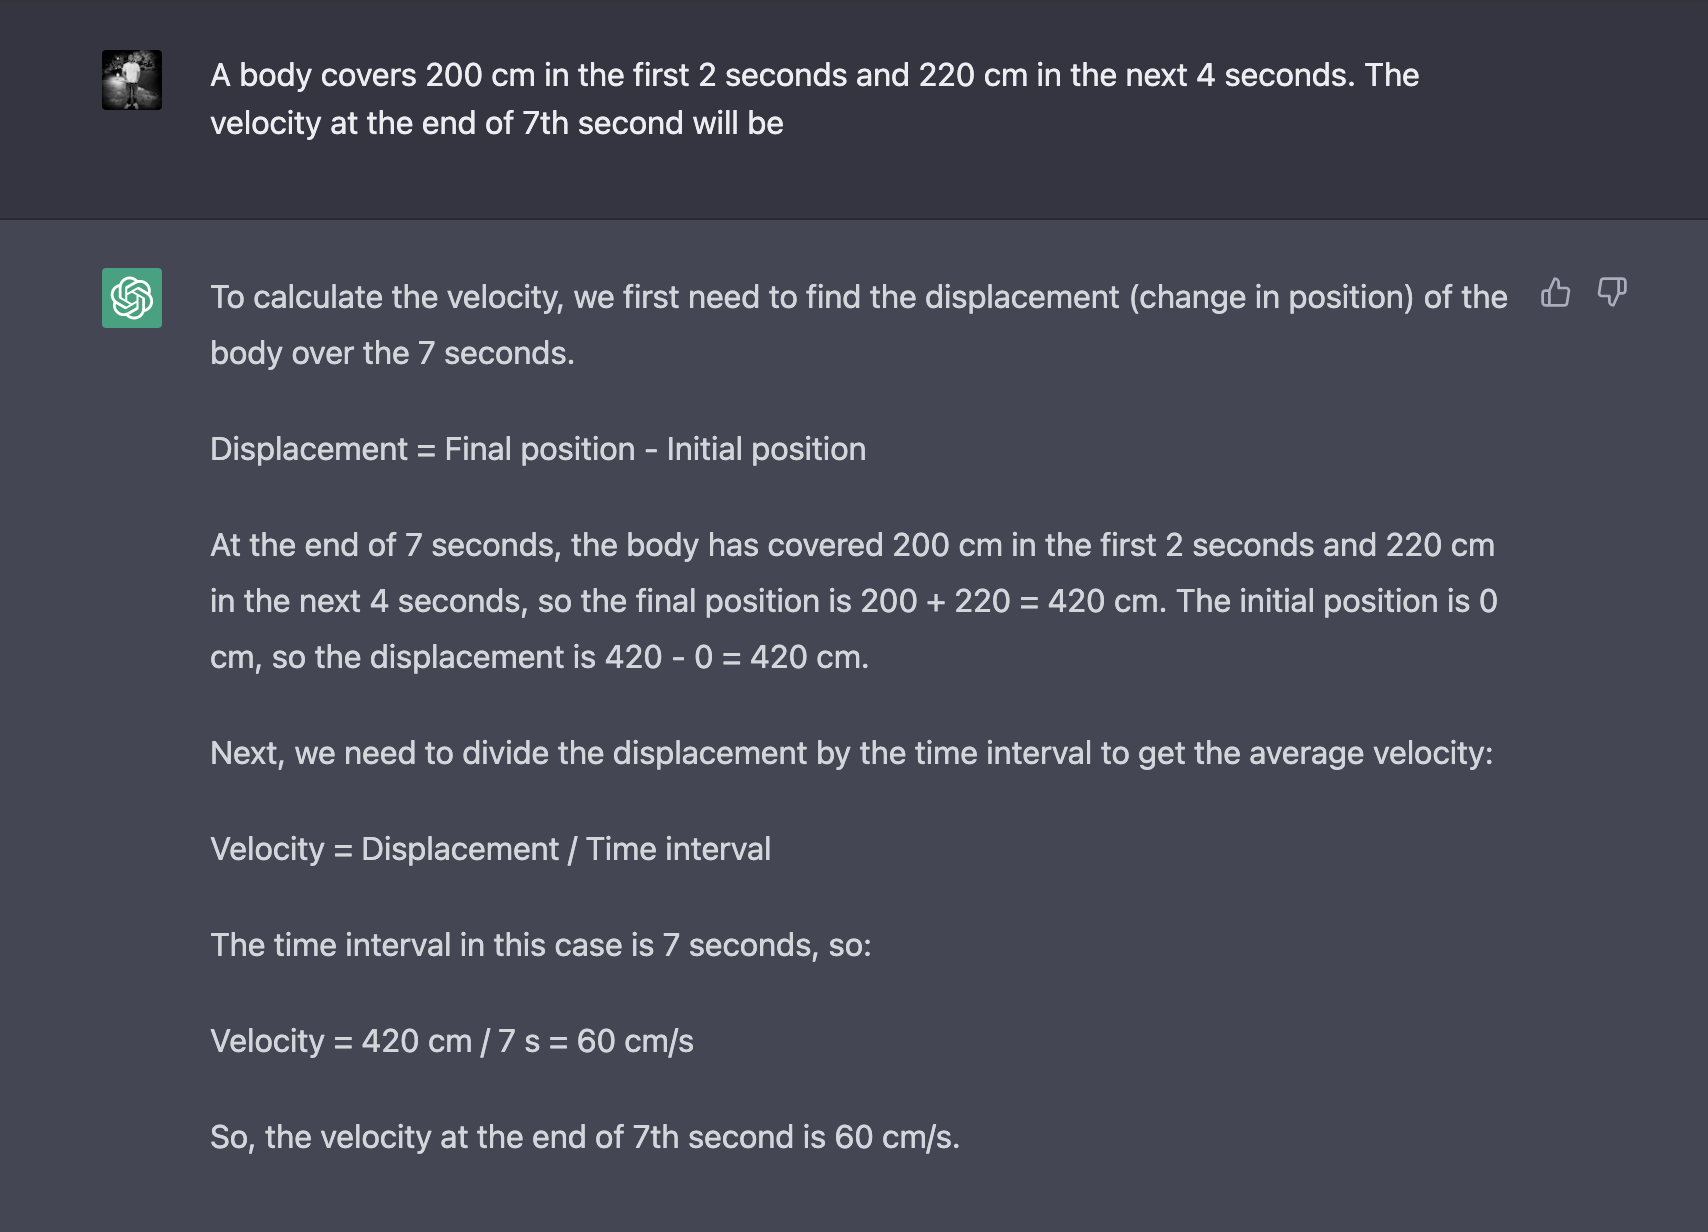 A body covers 200 cm in the first 2 seconds and 220 cm in the next 4 seconds. The
velocity at the end of 7th second will be
To calculate the velocity, we first need to find the displacement (change in position) of the
body over the 7 seconds.
Displacement = Final position - Initial position
At the end of 7 seconds, the body has covered 200 cm in the first 2 seconds and 220 cm
in the next 4 seconds, so the final position is 200 + 220 = 420 cm. The initial position is 0
cm, so the displacement is 420 - 0 = 420 cm.
Next, we need to divide the displacement by the time interval to get the average velocity:
Velocity = Displacement / Time interval
The time interval in this case is 7 seconds, so:
Velocity = 420 cm / 7 s = 60 cm/s
So, the velocity at the end of 7th second is 60 cm/s.